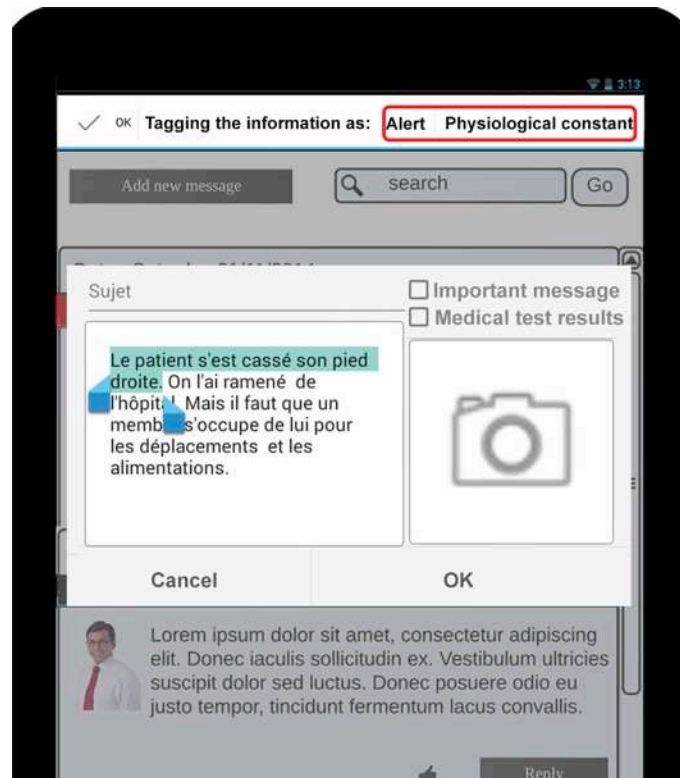 3:13
OK Tagging the information as: Alert Physiological constant
Add new message
search Go
Sujet
Important message
Medical test results
Le patient s'est cassé son pied
droite. On l'ai ramené de
l'hôpital. Mais il faut que un
s'occupe de lui pour
les déplacements et les
alimentations.
Cancel OK
Lorem ipsum dolor sit amet, consectetur adipiscing
elit. Donec iaculis sollicitudin ex. Vestibulum ultricies
suscipit dolor sed luctus. Donec posuere odio eu
justo tempor, tincidunt fermentum lacus convallis.
Reply